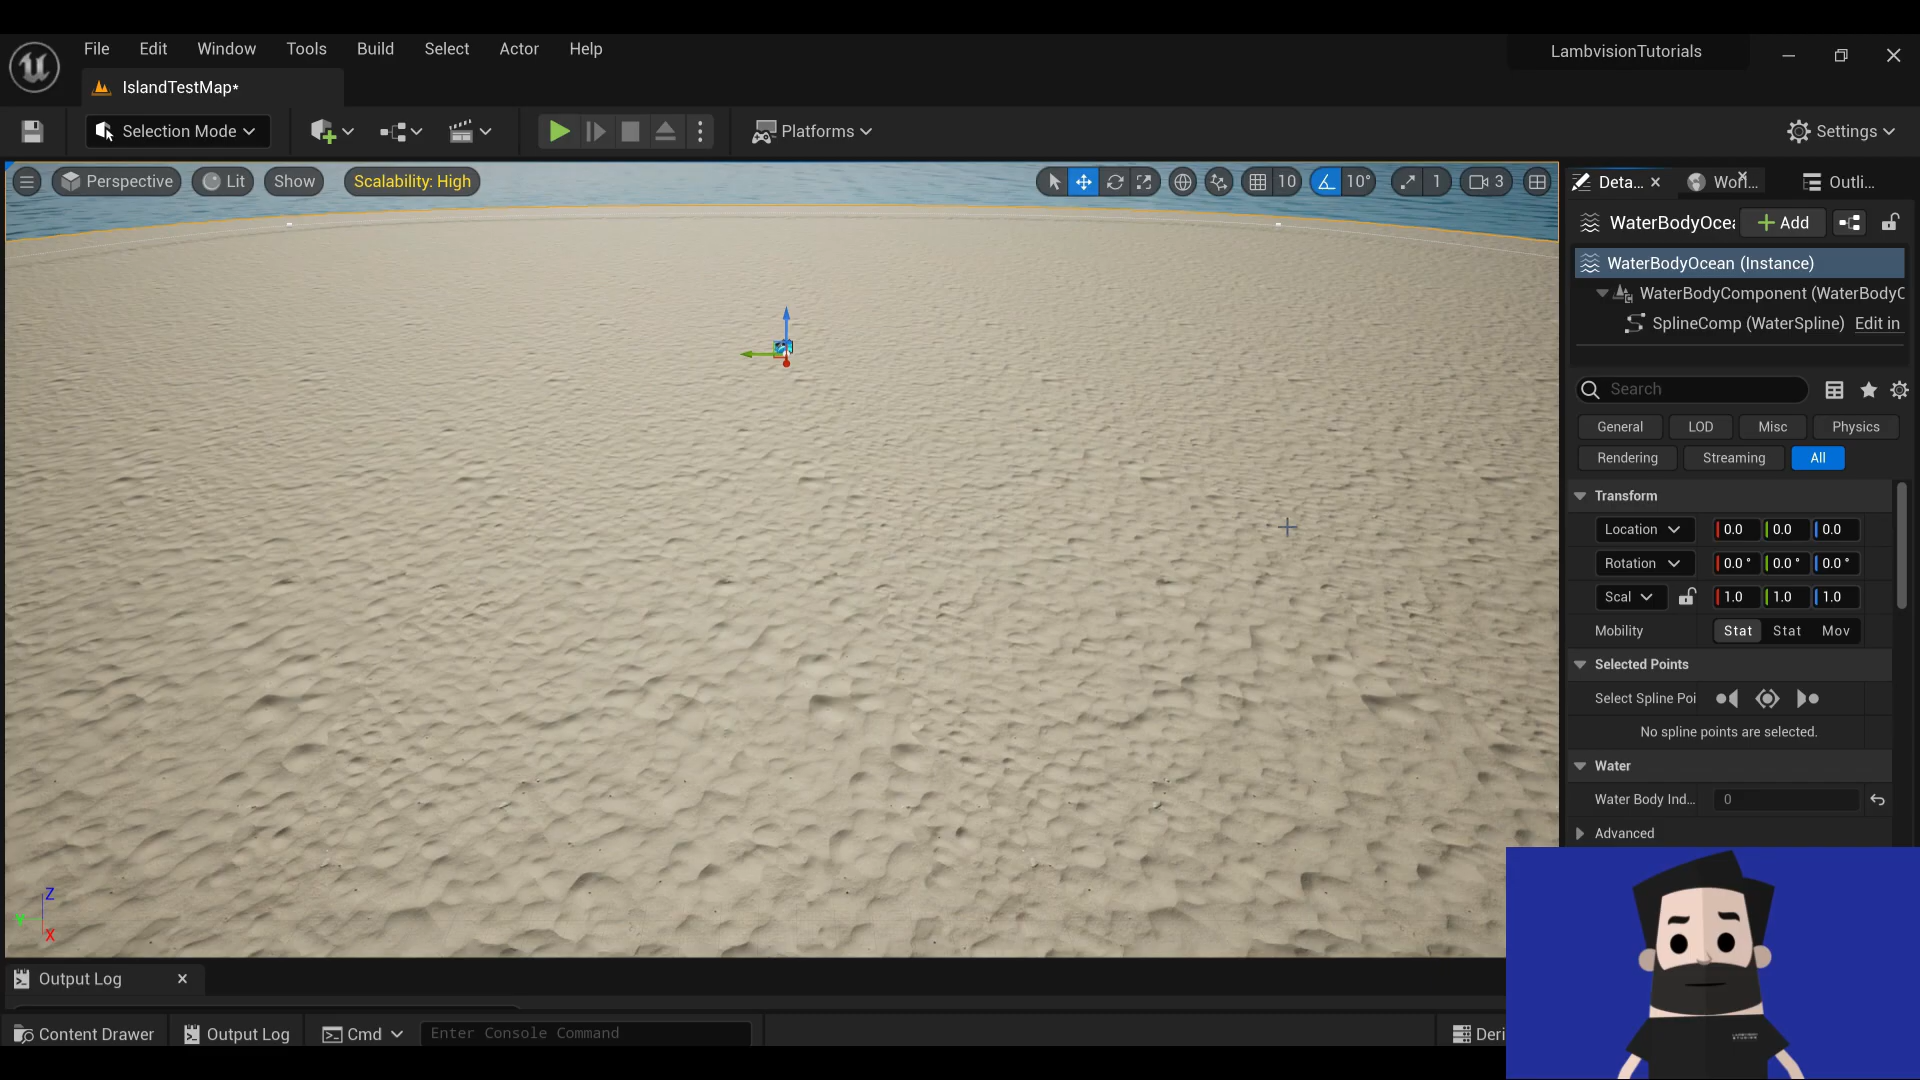 File Edit Window Tools Build Select Actor Help
LambvisionTutorials
IslandTestMap*
Selection Mode
Platforms
Settings
Perspective Lit Show Scalability: High
10 10° 1 3
Deta... Worl... Outli...
WaterBodyOcea Add
WaterBodyOcean (Instance)
WaterBodyComponent (WaterBodyC
SplineComp (WaterSpline) Edit in
Search
General LOD Misc Physics
Rendering Streaming All
Transform
Location 0.0 0.0 0.0
Rotation 0.0 ° 0.0 ° 0.0 °
Scal 1.0 1.0 1.0
Mobility Stat Stat Mov
Selected Points
Select Spline Poi
No spline points are selected.
Water
Water Body Ind... 0
Advanced
Z
Y
X
Output Log
Content Drawer Output Log Cmd Enter Console Command Deri